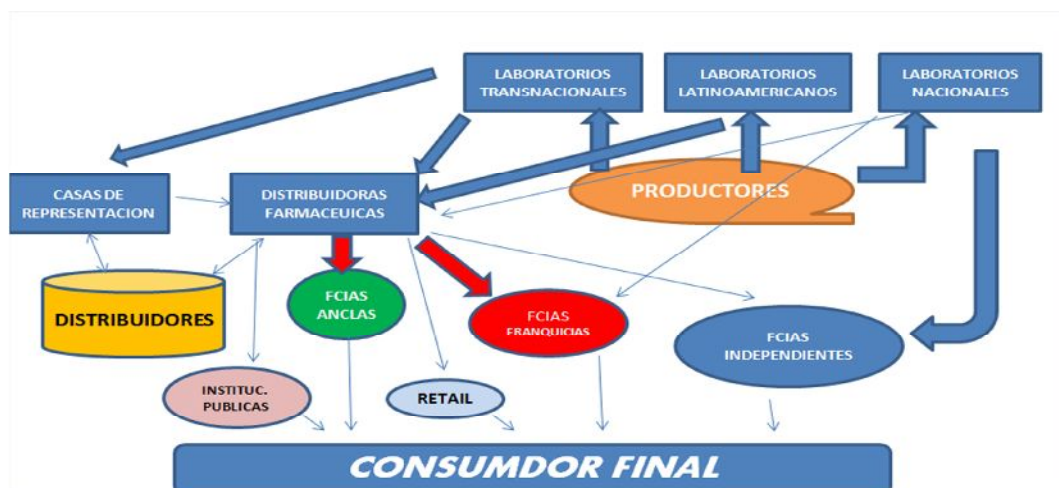 LABORATORIOS
TRANSNACIONALES
LABORATORIOS
LATINOAMERICANOS
LABORATORIOS
NACIONALES
PRODUCTORES
CASAS DE
REPRESENTACION
DISTRIBUIDORAS
FARMACEUICAS
DISTRIBUIDORES
FCIAS
ANCLAS
FCIAS
FRANQUICIAS
FCIAS
INDEPENDIENTES
INSTITUC.
PUBLICAS
RETAIL
CONSUMDOR FINAL